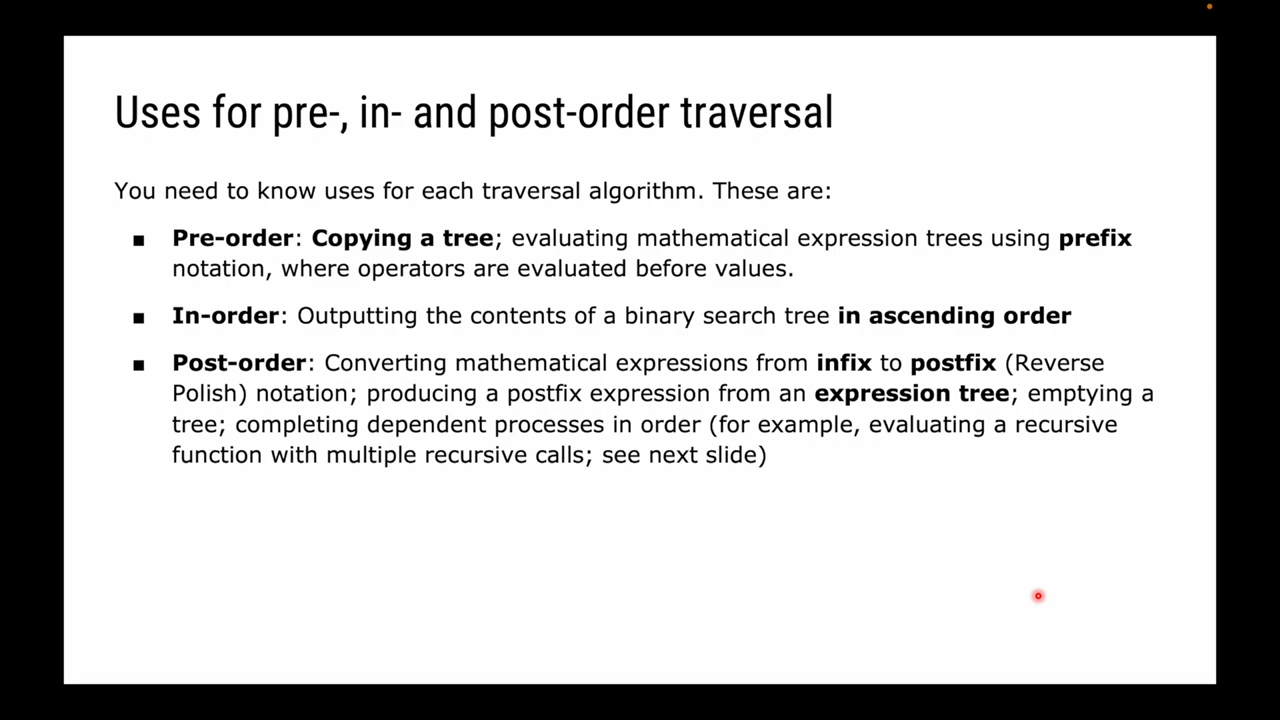 Uses for pre-, in- and post-order traversal
You need to know uses for each traversal algorithm. These are:
▪ Pre-order: Copying a tree; evaluating mathematical expression trees using prefix
notation, where operators are evaluated before values.
▪ In-order: Outputting the contents of a binary search tree in ascending order
▪ Post-order: Converting mathematical expressions from infix to postfix (Reverse
Polish) notation; producing a postfix expression from an expression tree; emptying a
tree; completing dependent processes in order (for example, evaluating a recursive
function with multiple recursive calls; see next slide)